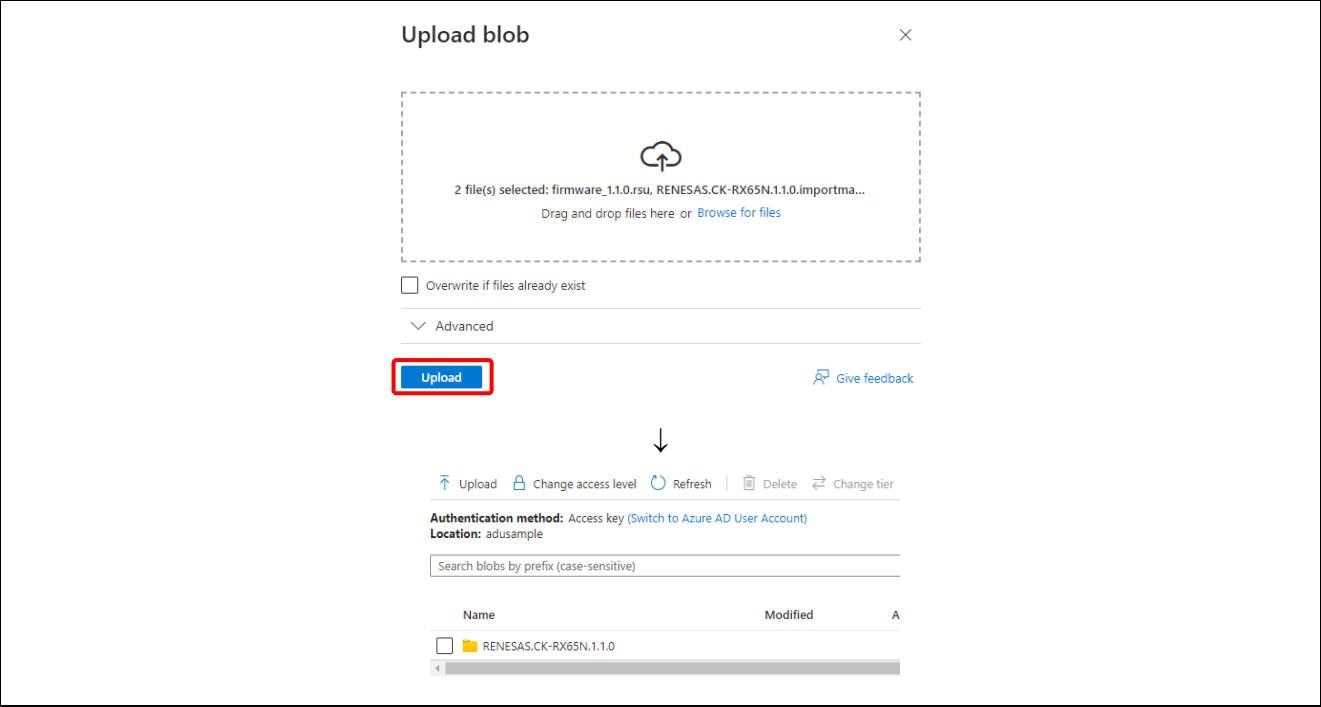 Upload blob
2 file(s) selected: firmware_1.1.0.rsu, RENESAS.CK-RX65N.1.1.0.importma...
Drag and drop files here or Browse for files
Overwrite if files already exist
Advanced
Upload
Give feedback
↓
Upload Change access level Refresh Delete Change tier
Authentication method: Access key (Switch to Azure AD User Account)
Location: adusample
Search blobs by prefix (case-sensitive)
Name Modified A
RENESAS.CK-RX65N.1.1.0